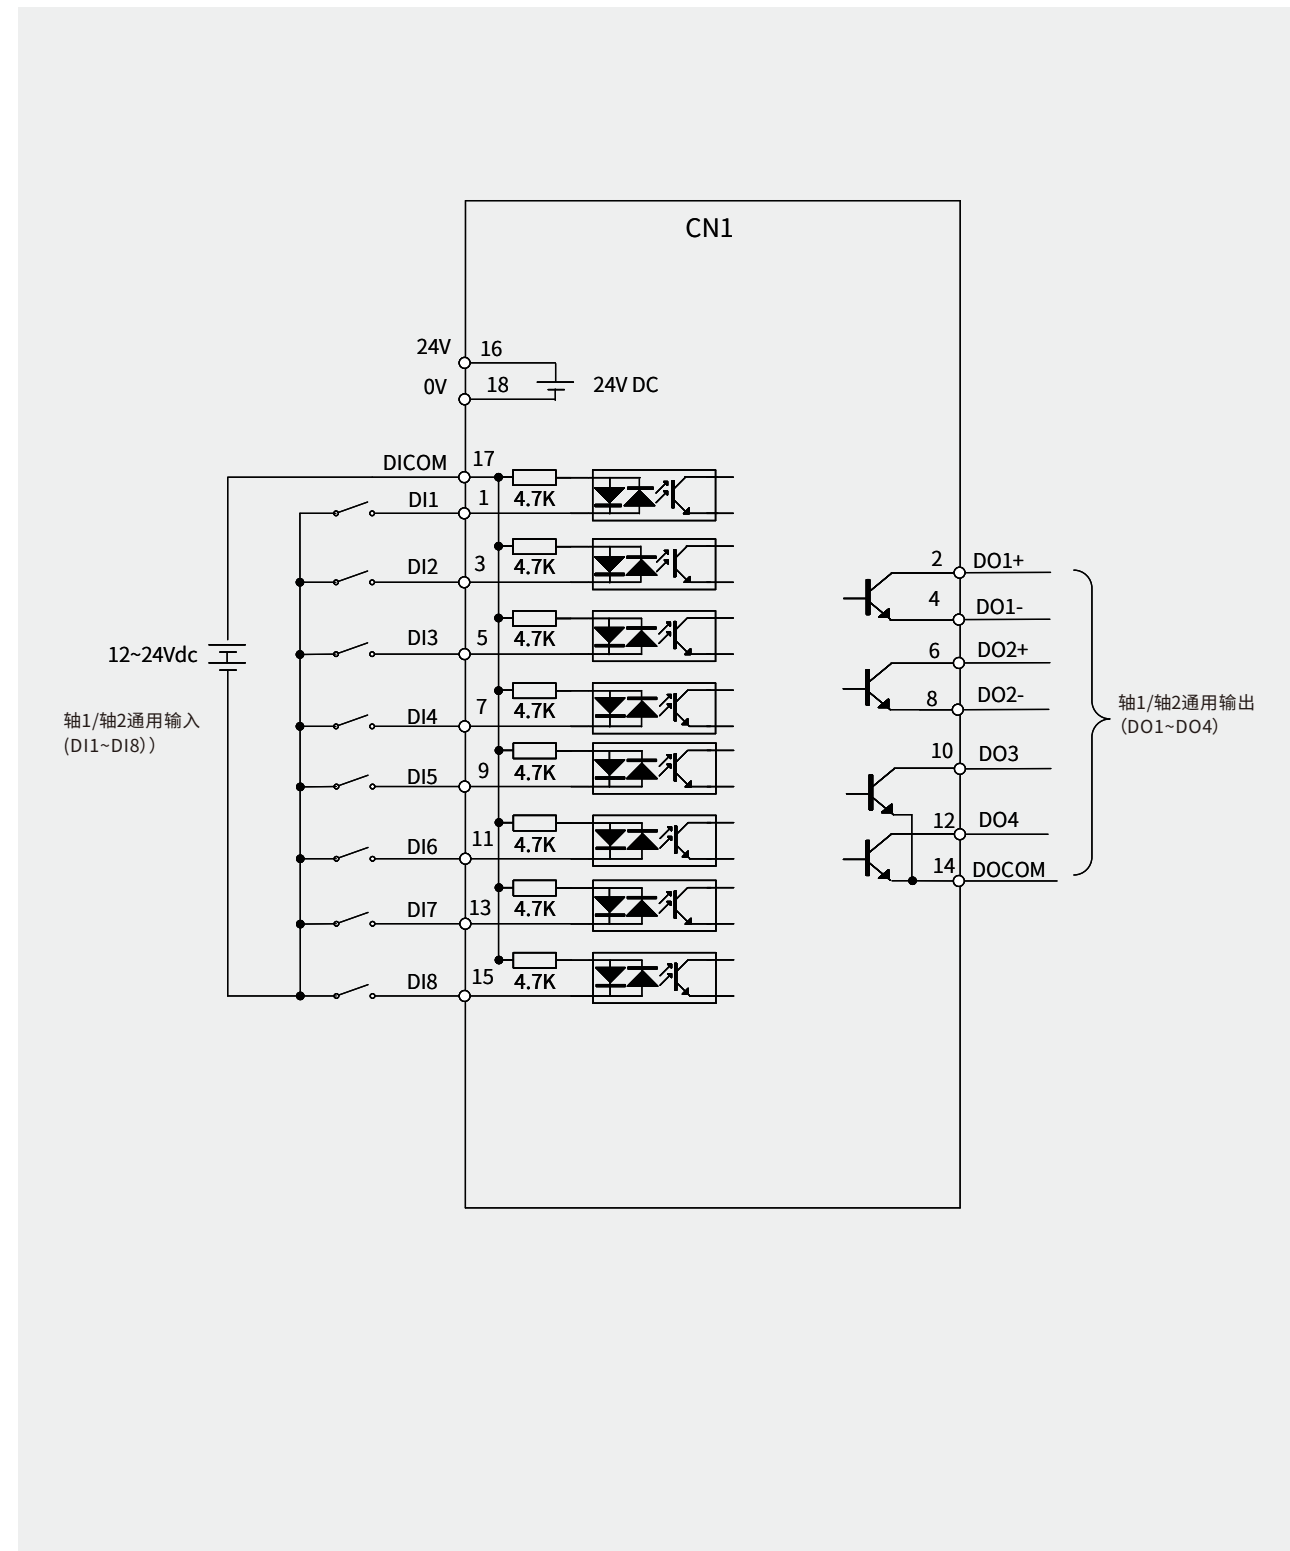 CN1
24V 16
0V 18 24V DC
DICOM 17
DI1 1 4.7K
DI2 3 4.7K
DI3 5 4.7K
DI4 7 4.7K
DI5 9 4.7K
DI6 11 4.7K
DI7 13 4.7K
DI8 15 4.7K
12~24Vdc
轴1/轴2通用输入
(DI1~DI8))
2 DO1+
4 DO1-
6 DO2+
8 DO2-
10 DO3
12 DO4
14 DOCOM
轴1/轴2通用输出
(DO1~DO4)